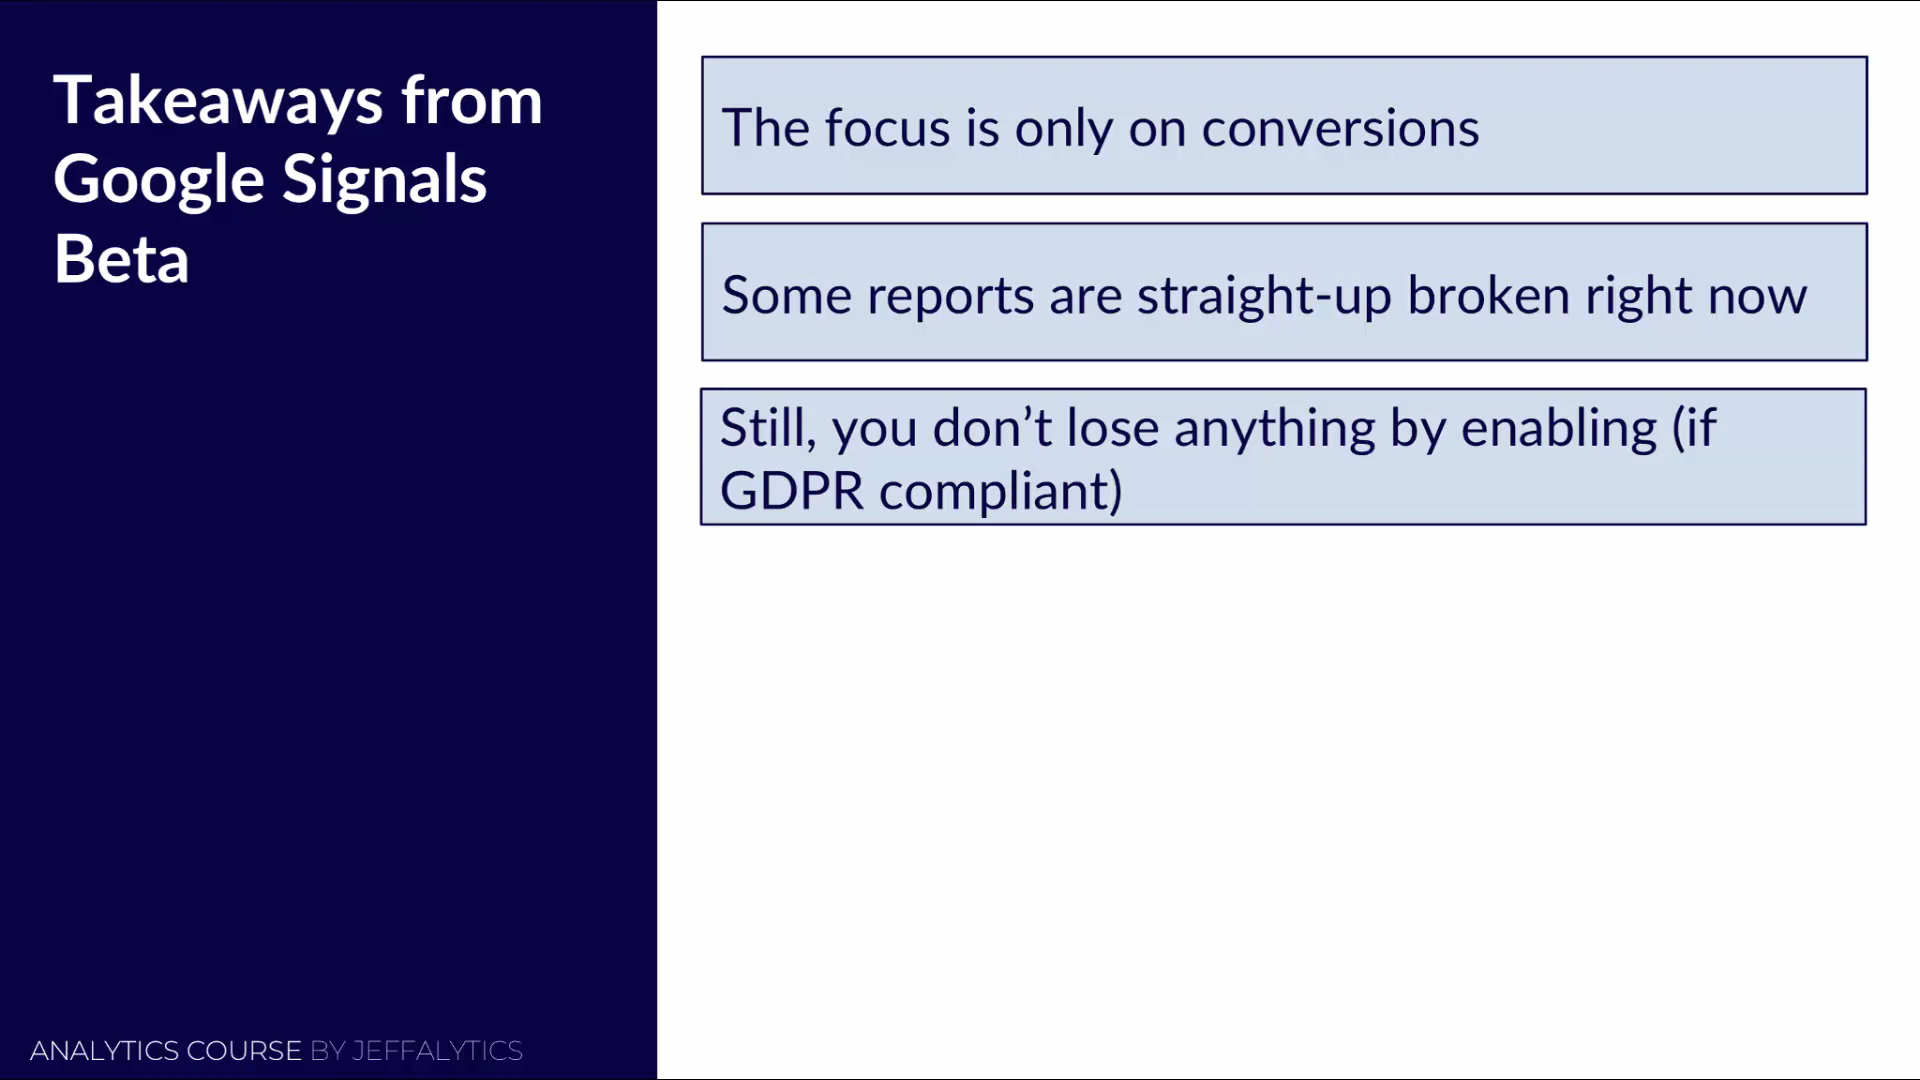 Takeaways from
Google Signals
Beta
The focus is only on conversions
Some reports are straight-up broken right now
Still, you don’t lose anything by enabling (if
GDPR compliant)
ANALYTICS COURSE BY JEFFALYTICS